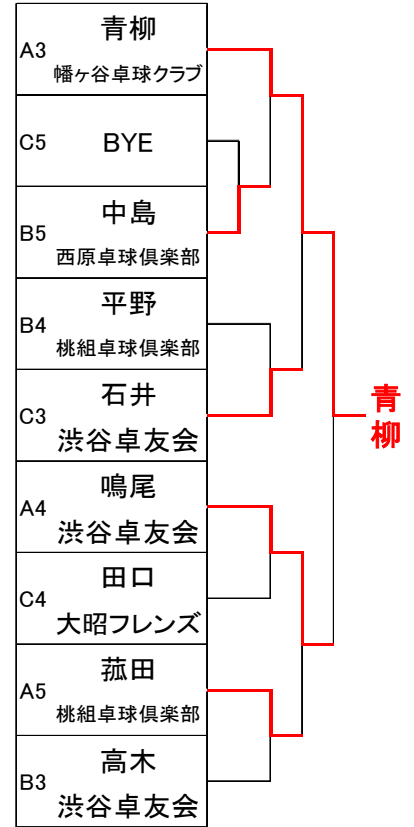 A3
青柳
幡ヶ谷卓球クラブ
C5
BYE
B5
中島
西原卓球倶楽部
B4
平野
桃組卓球倶楽部
C3
石井
渋谷卓友会
A4
鳴尾
渋谷卓友会
C4
田口
大昭フレンズ
A5
菰田
桃組卓球倶楽部
B3
高木
渋谷卓友会
青柳